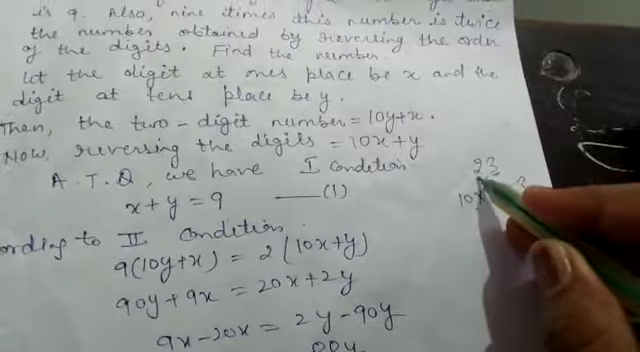 is 9. Also, nine times this number is twice
the number obtained by reversing the order
of the digits. Find the number.
let the digit at ones place be x and the
digit at tens place be y.
Then, the two-digit number = 10y+x.
Now reversing the digits = 10x+y
A.T.Q, we have I condition
x+y = 9 —— (1)
ording to II condition.
9(10y+x) = 2(10x+y)
90y+9x = 20x+2y
9x-20x = 2y-90y
23
10x